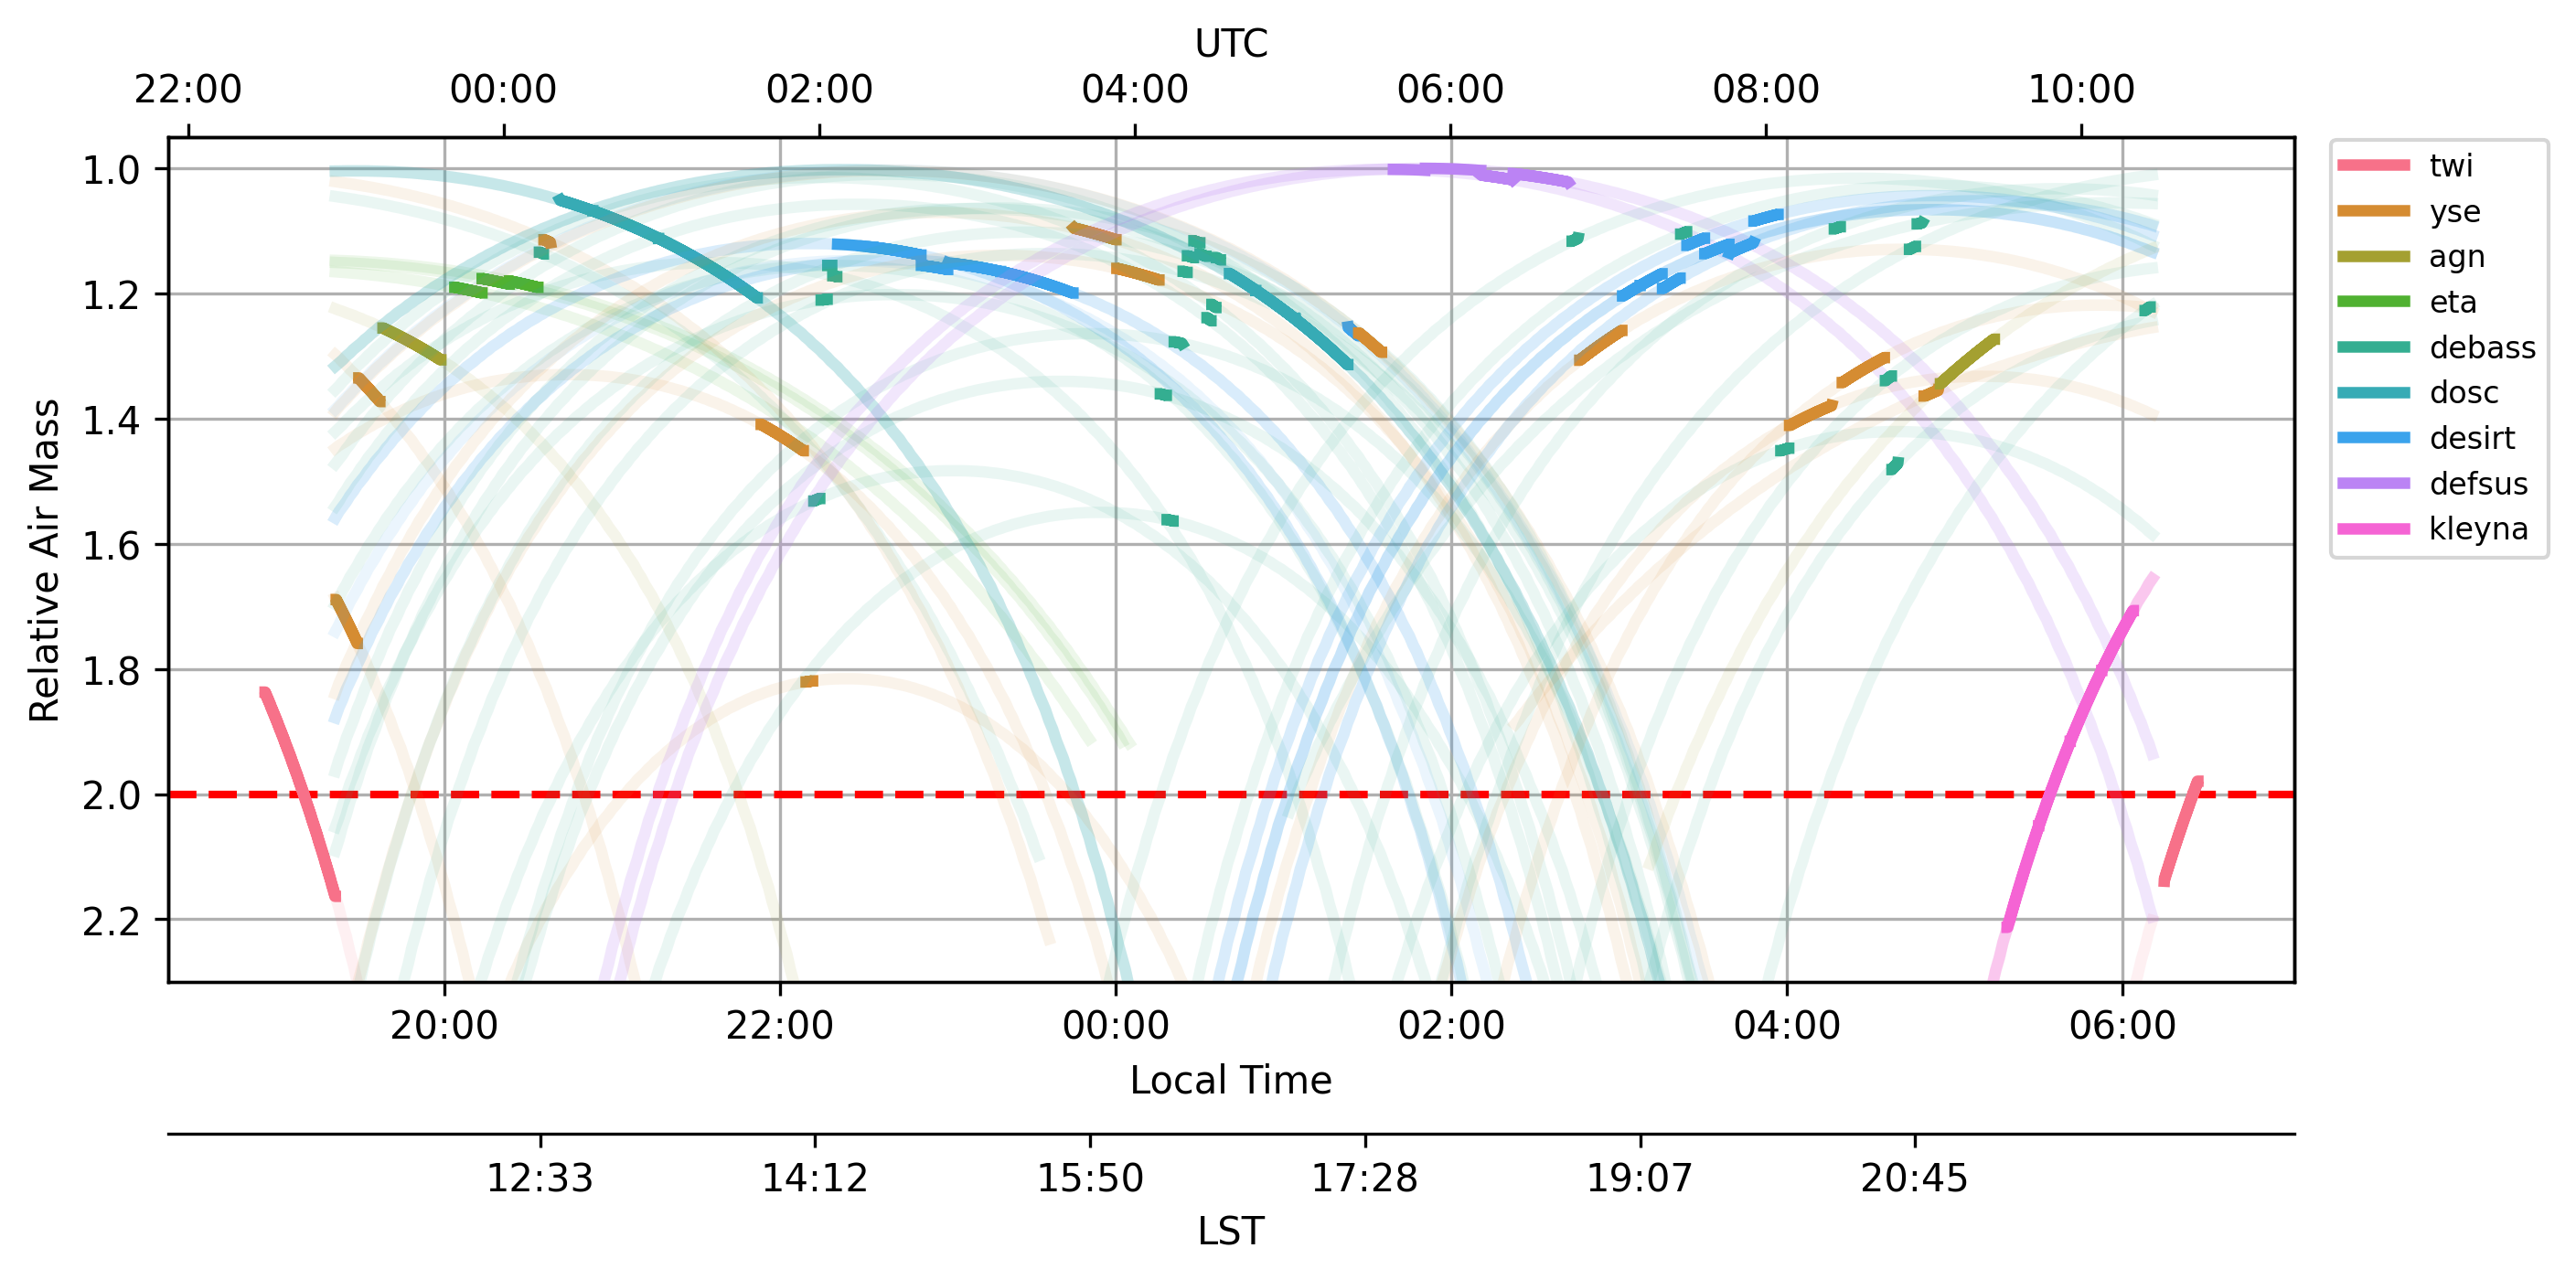 UTC
22:00 00:00 02:00 04:00 06:00 08:00 10:00
Relative Air Mass
1.0
1.2
1.4
1.6
1.8
2.0
2.2
twi
yse
agn
eta
debass
dosc
desirt
defsus
kleyna
20:00 22:00 00:00 02:00 04:00 06:00
Local Time
12:33 14:12 15:50 17:28 19:07 20:45
LST